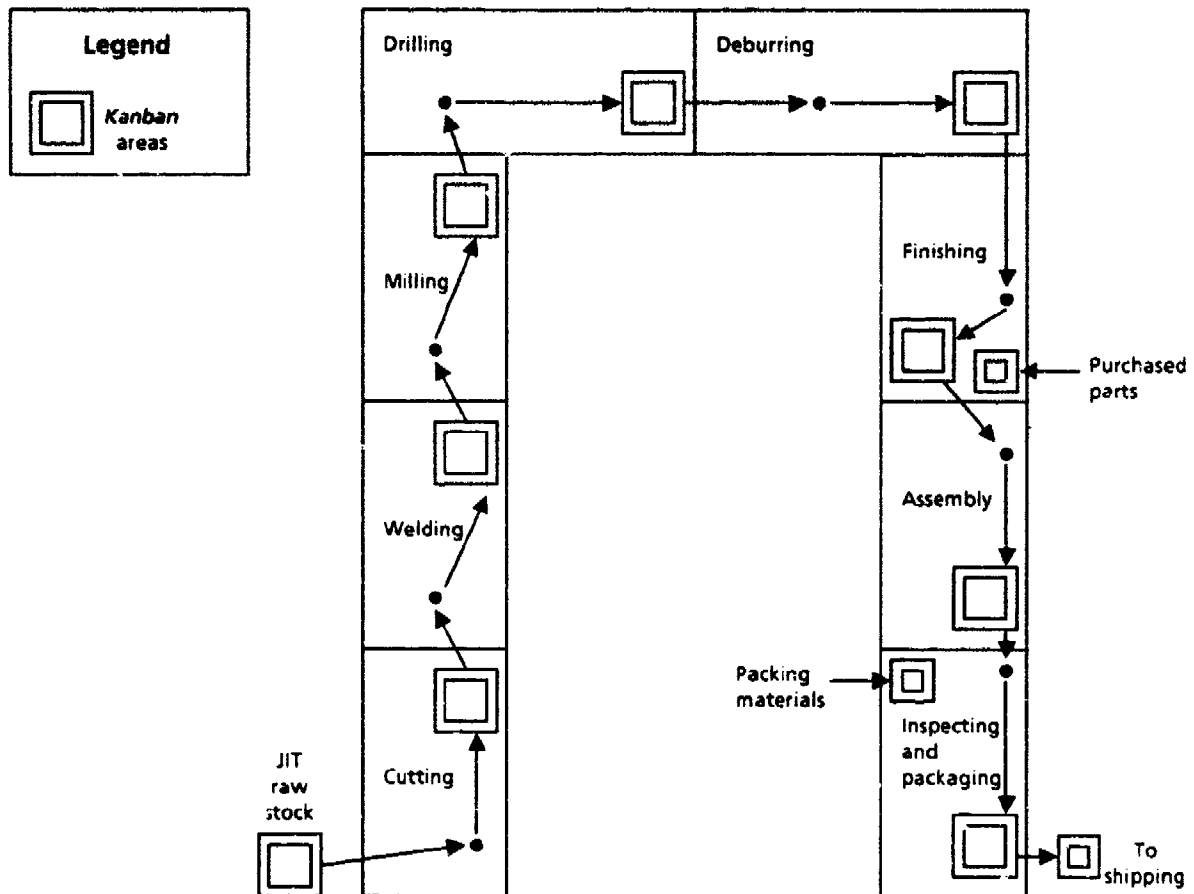 Legend
Kanban
areas
Drilling
Deburring
Milling
Finishing
Purchased
parts
Welding
Assembly
Packing
materials
Inspecting
and
packaging
JIT
raw
stock
Cutting
To
shipping